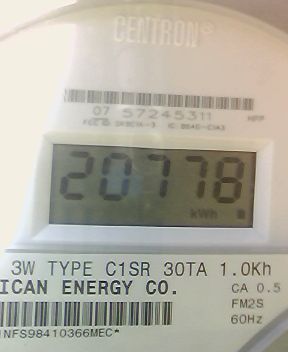 CENTRON®
07 57245311
20778
kWh
3W TYPE C1SR 30TA 1.0Kh
ICAN ENERGY CO.
CA 0.5
FM2S
60Hz
NFS98410366MEC*